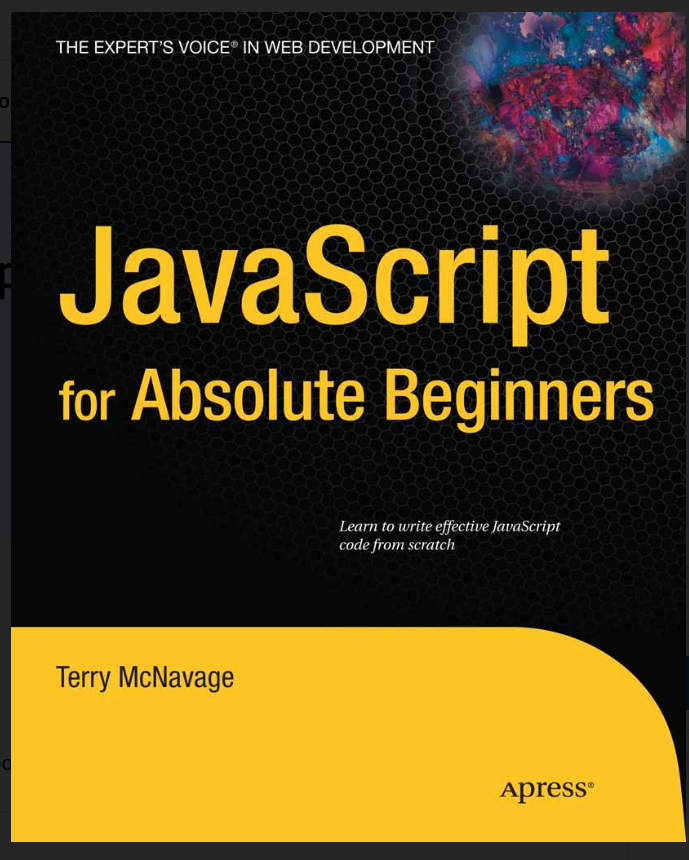 THE EXPERT'S VOICE® IN WEB DEVELOPMENT
JavaScript
for Absolute Beginners
Learn to write effective JavaScript
code from scratch
Terry McNavage
Apress®